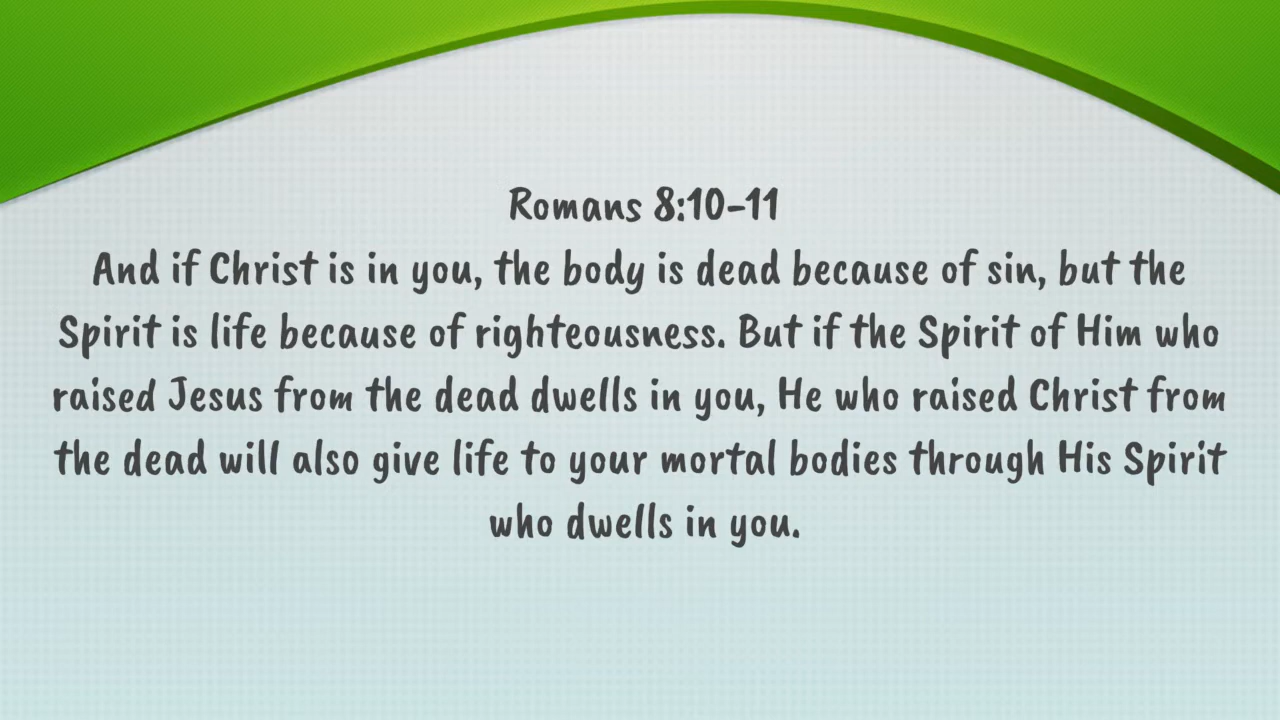 Romans 8:10-11
And if Christ is in you, the body is dead because of sin, but the
Spirit is life because of righteousness. But if the Spirit of Him who
raised Jesus from the dead dwells in you, He who raised Christ from
the dead will also give life to your mortal bodies through His Spirit
who dwells in you.